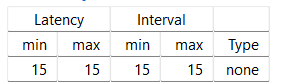 Latency Interval
min max min max Type
15 15 15 15 none